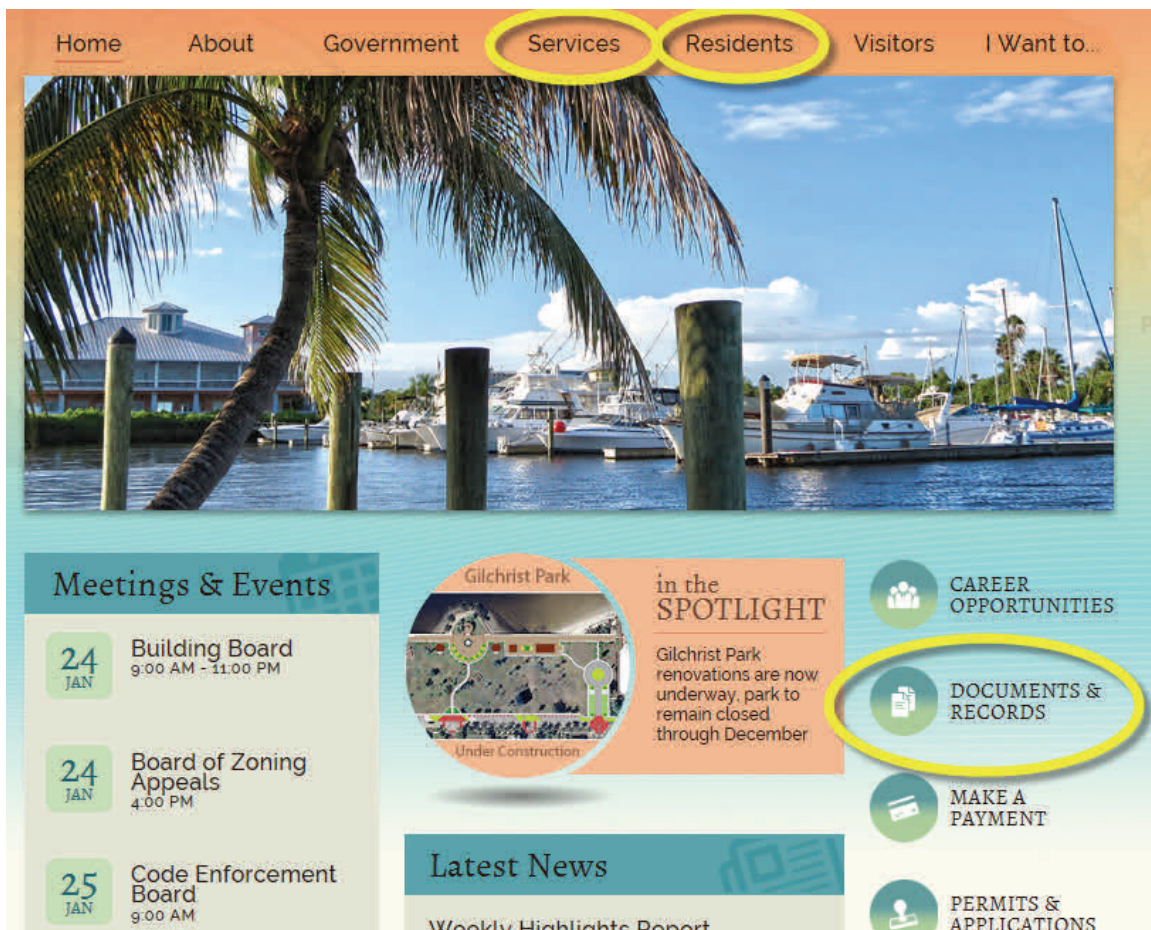 Home About Government Services Residents Visitors I Want to...
Meetings & Events
24
JAN
Building Board
9:00 AM - 11:00 PM
24
JAN
Board of Zoning
Appeals
4:00 PM
25
JAN
Code Enforcement
Board
9:00 AM
Gilchrist Park
Under Construction
in the
SPOTLIGHT
Gilchrist Park
renovations are now
underway, park to
remain closed
through December
Latest News
Weekly Highlights Report
CAREER
OPPORTUNITIES
DOCUMENTS &
RECORDS
MAKE A
PAYMENT
PERMITS &
APPLICATIONS